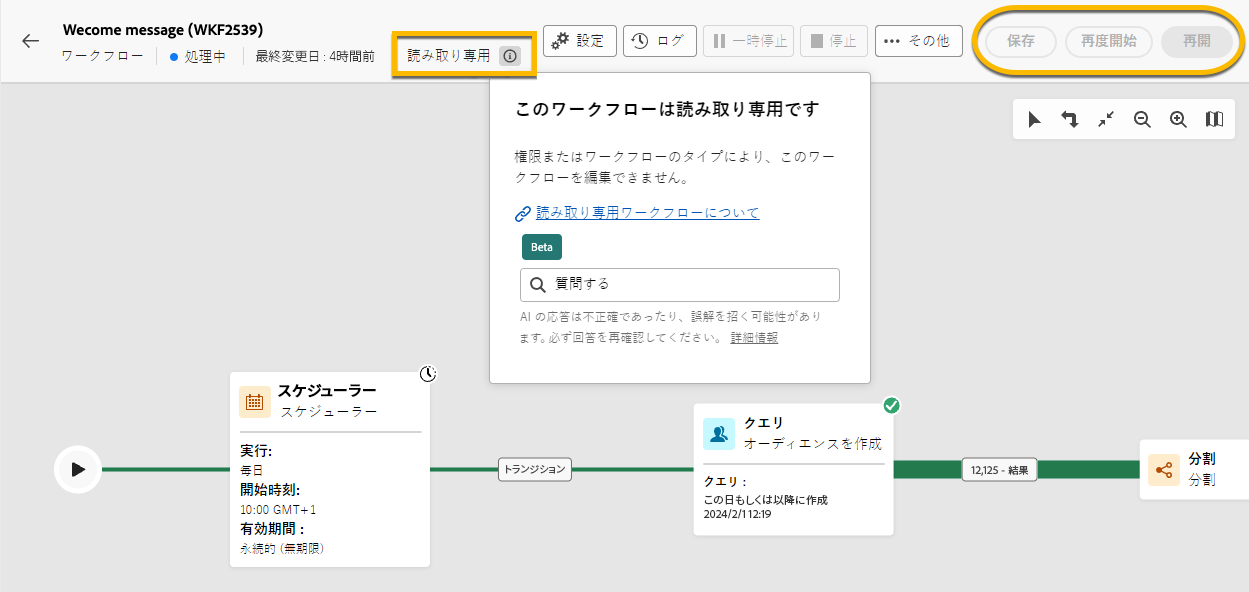 Wecome message (WKF2539)
ワークフロー 処理中 最終変更日 : 4時間前 読み取り専用
設定 ログ 一時停止 停止 その他 保存 再度開始 再開
このワークフローは読み取り専用です
権限またはワークフローのタイプにより、このワー
クフローを編集できません。
読み取り専用ワークフローについて
Beta
質問する
AI の応答は不正確であったり、誤解を招く可能性があり
ます。必ず回答を再確認してください。 詳細情報
スケジューラー
スケジューラー
実行:
毎日
開始時刻:
10:00 GMT+1
有効期間 :
永続的 (無期限)
トランジション
クエリ
オーディエンスを作成
クエリ :
この日もしくは以降に作成
2024/2/1 12:19
12,125 - 結果
分割
分割